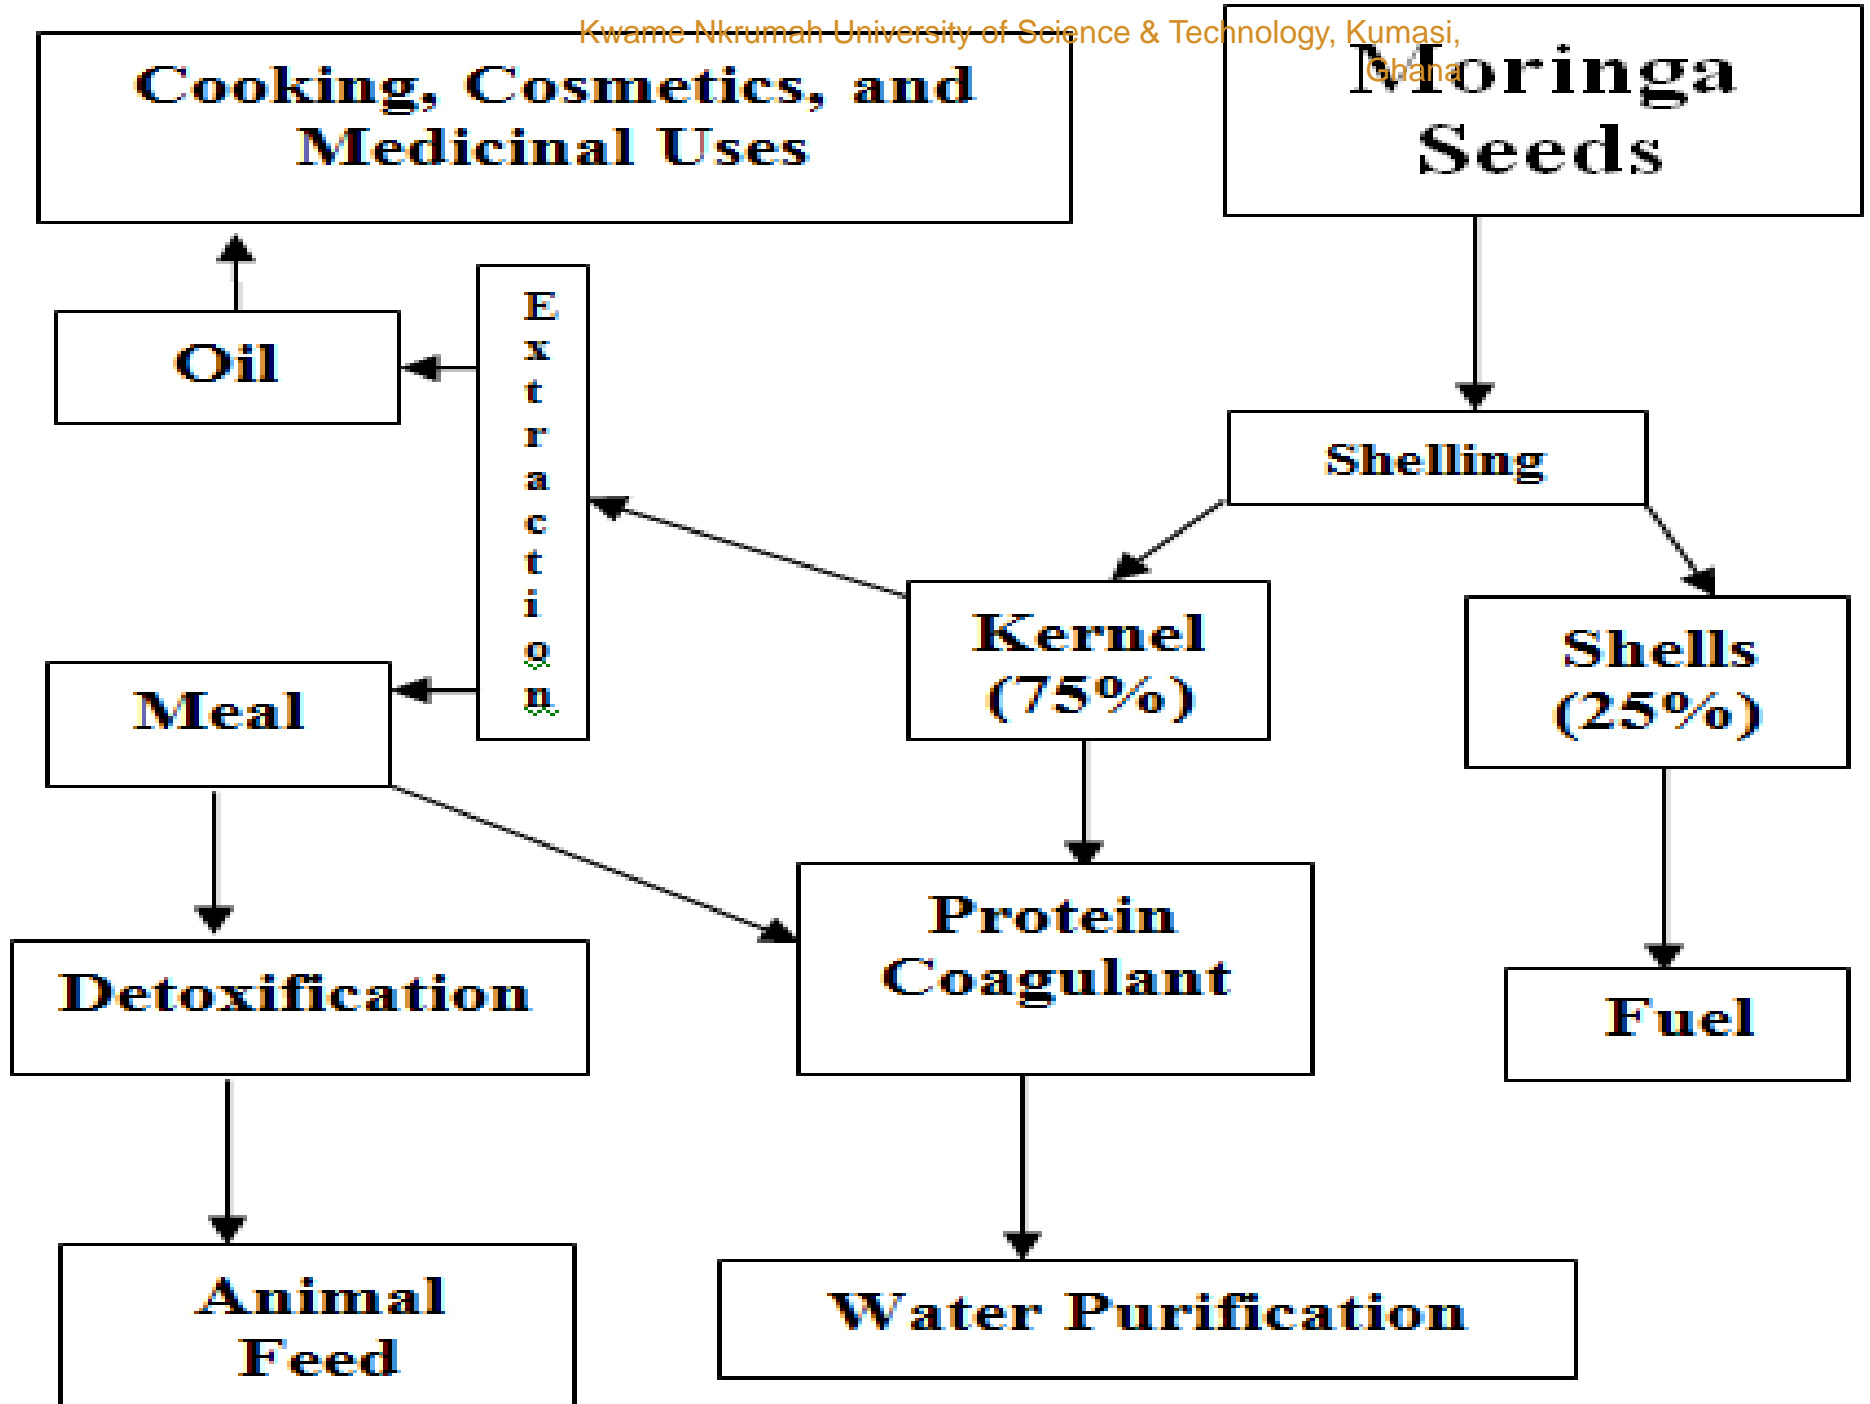 Kwame Nkrumah University of Science & Technology, Kumasi,
Ghana
Cooking, Cosmetics, and
Medicinal Uses
Moringa
Seeds
Oil
Extraction
Shelling
Kernel
(75%)
Shells
(25%)
Meal
Protein
Coagulant
Detoxification
Fuel
Animal
Feed
Water Purification